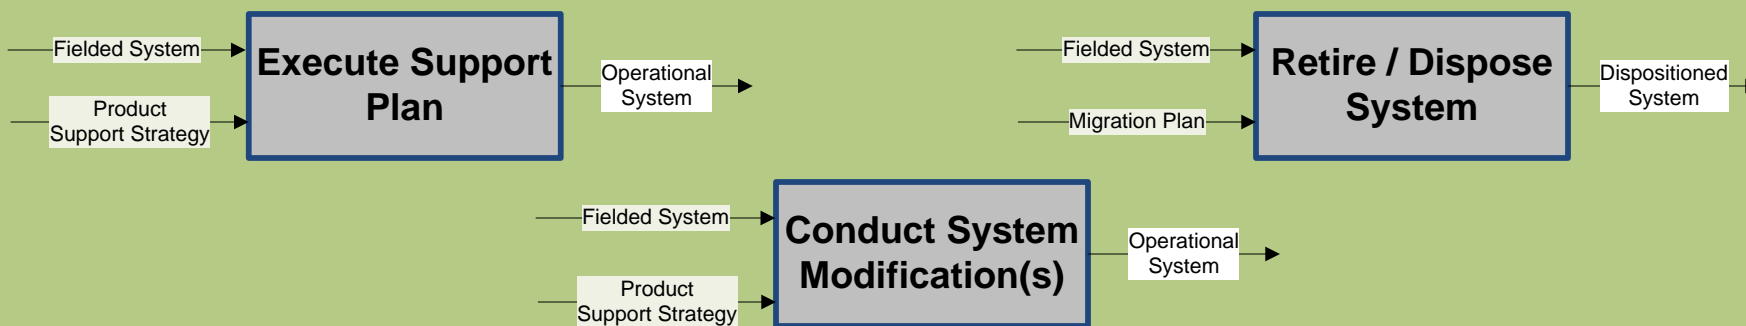 Fielded System
Product
Support Strategy
Execute Support
Plan
Operational
System
Fielded System
Migration Plan
Retire / Dispose
System
Dispositioned
System
Fielded System
Product
Support Strategy
Conduct System
Modification(s)
Operational
System